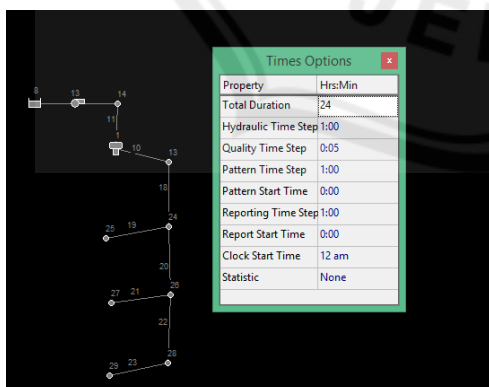 JEW
Times Options x
Property Hrs:Min
Total Duration 24
Hydraulic Time Step 1:00
Quality Time Step 0:05
Pattern Time Step 1:00
Pattern Start Time 0:00
Reporting Time Step 1:00
Report Start Time 0:00
Clock Start Time 12 am
Statistic None
8 13 14
11
1
10 13
18
24
25 19
20
26
27 21
22
28
29 23